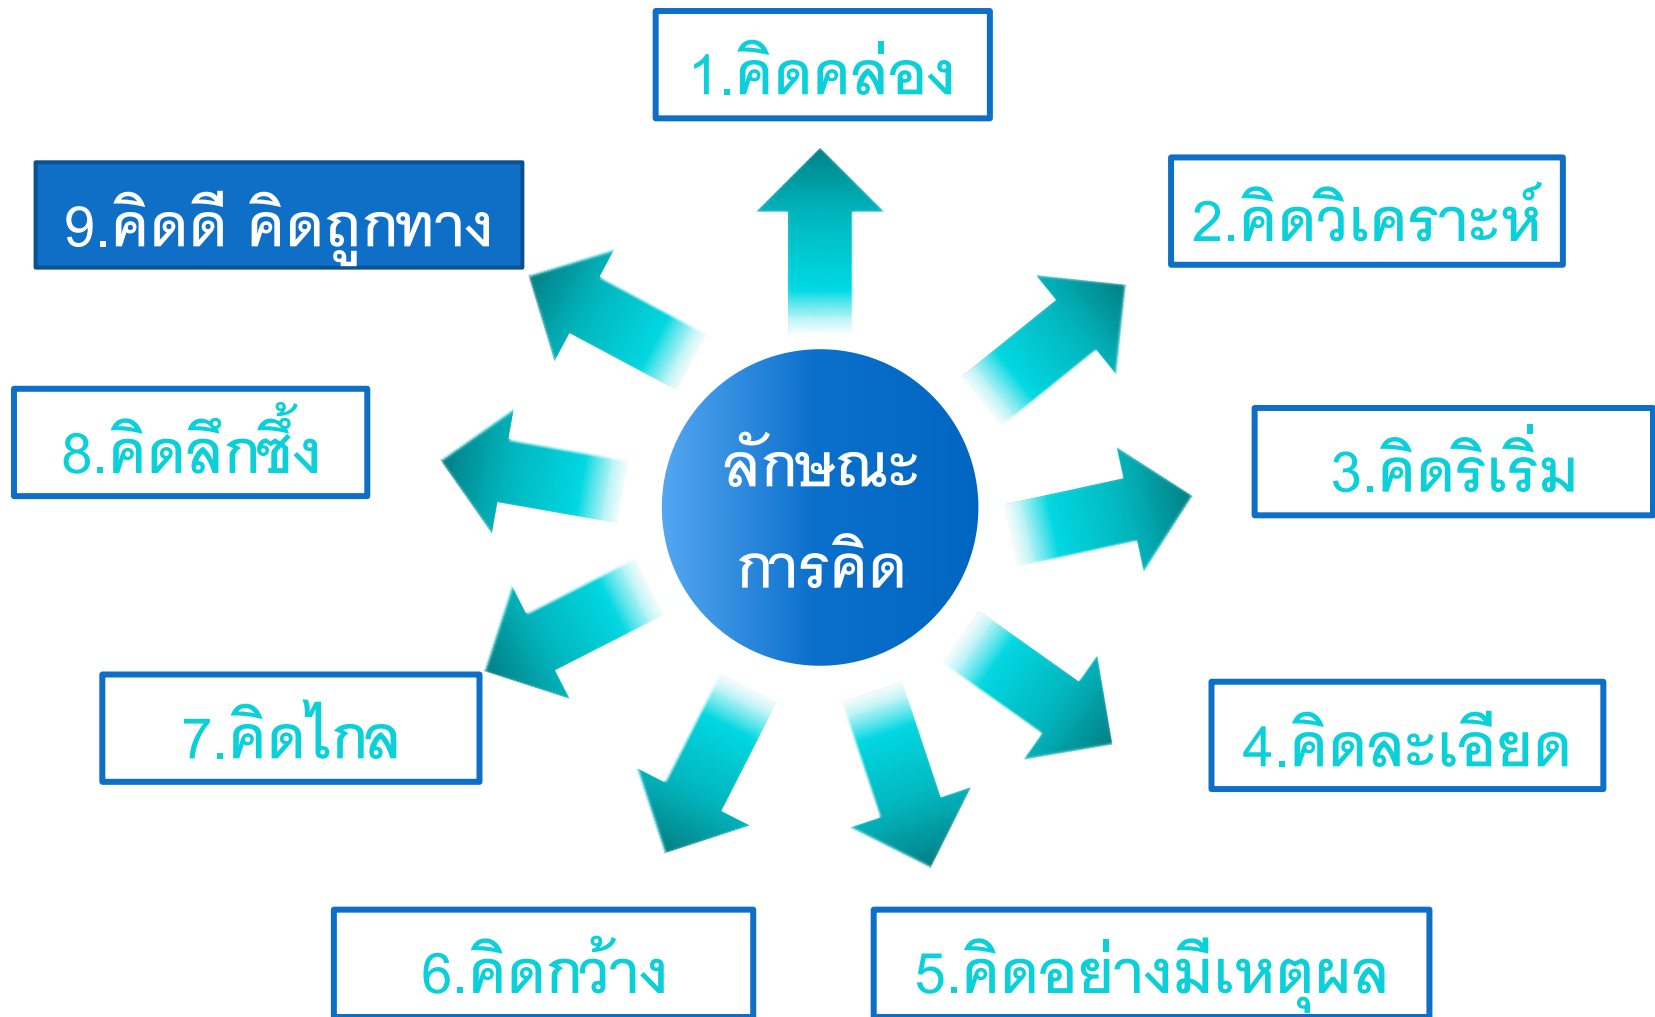 1.คิดคล่อง
2.คิดวิเคราะห์
3.คิดริเริ่ม
4.คิดละเอียด
5.คิดอย่างมีเหตุผล
6.คิดกว้าง
7.คิดไกล
8.คิดลึกซึ้ง
9.คิดดี คิดถูกทาง
ลักษณะ
การคิด